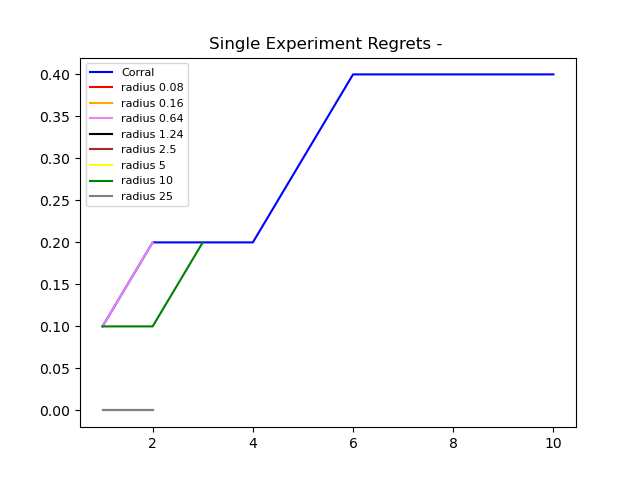 Single Experiment Regrets -
0.40
0.35
0.30
0.25
0.20
0.15
0.10
0.05
0.00
Corral
radius 0.08
radius 0.16
radius 0.64
radius 1.24
radius 2.5
radius 5
radius 10
radius 25
2 4 6 8 10